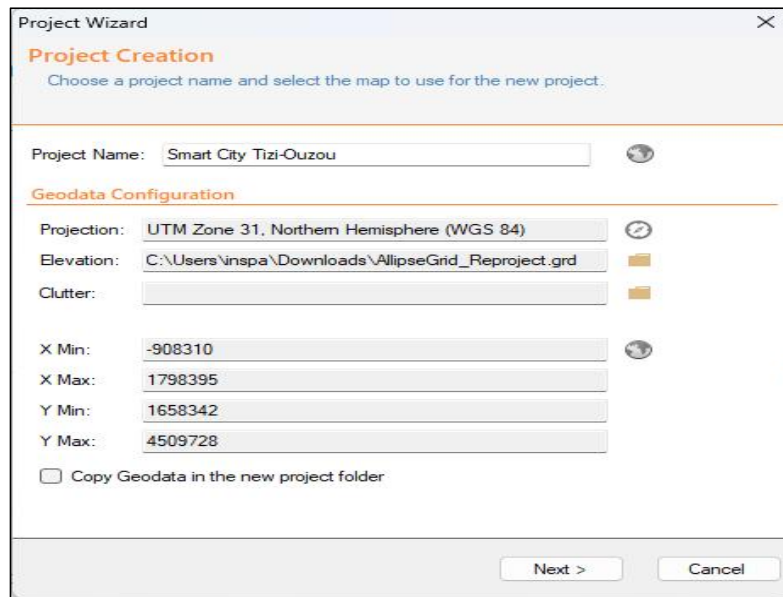 Project Wizard
Project Creation
Choose a project name and select the map to use for the new project.
Project Name: Smart City Tizi-Ouzou
Geodata Configuration
Projection: UTM Zone 31, Northern Hemisphere (WGS 84)
Elevation: C:\Users\inspa\Downloads\AllipseGrid_Reproject.grd
Clutter:
X Min: -908310
X Max: 1798395
Y Min: 1658342
Y Max: 4509728
Copy Geodata in the new project folder
Next > Cancel